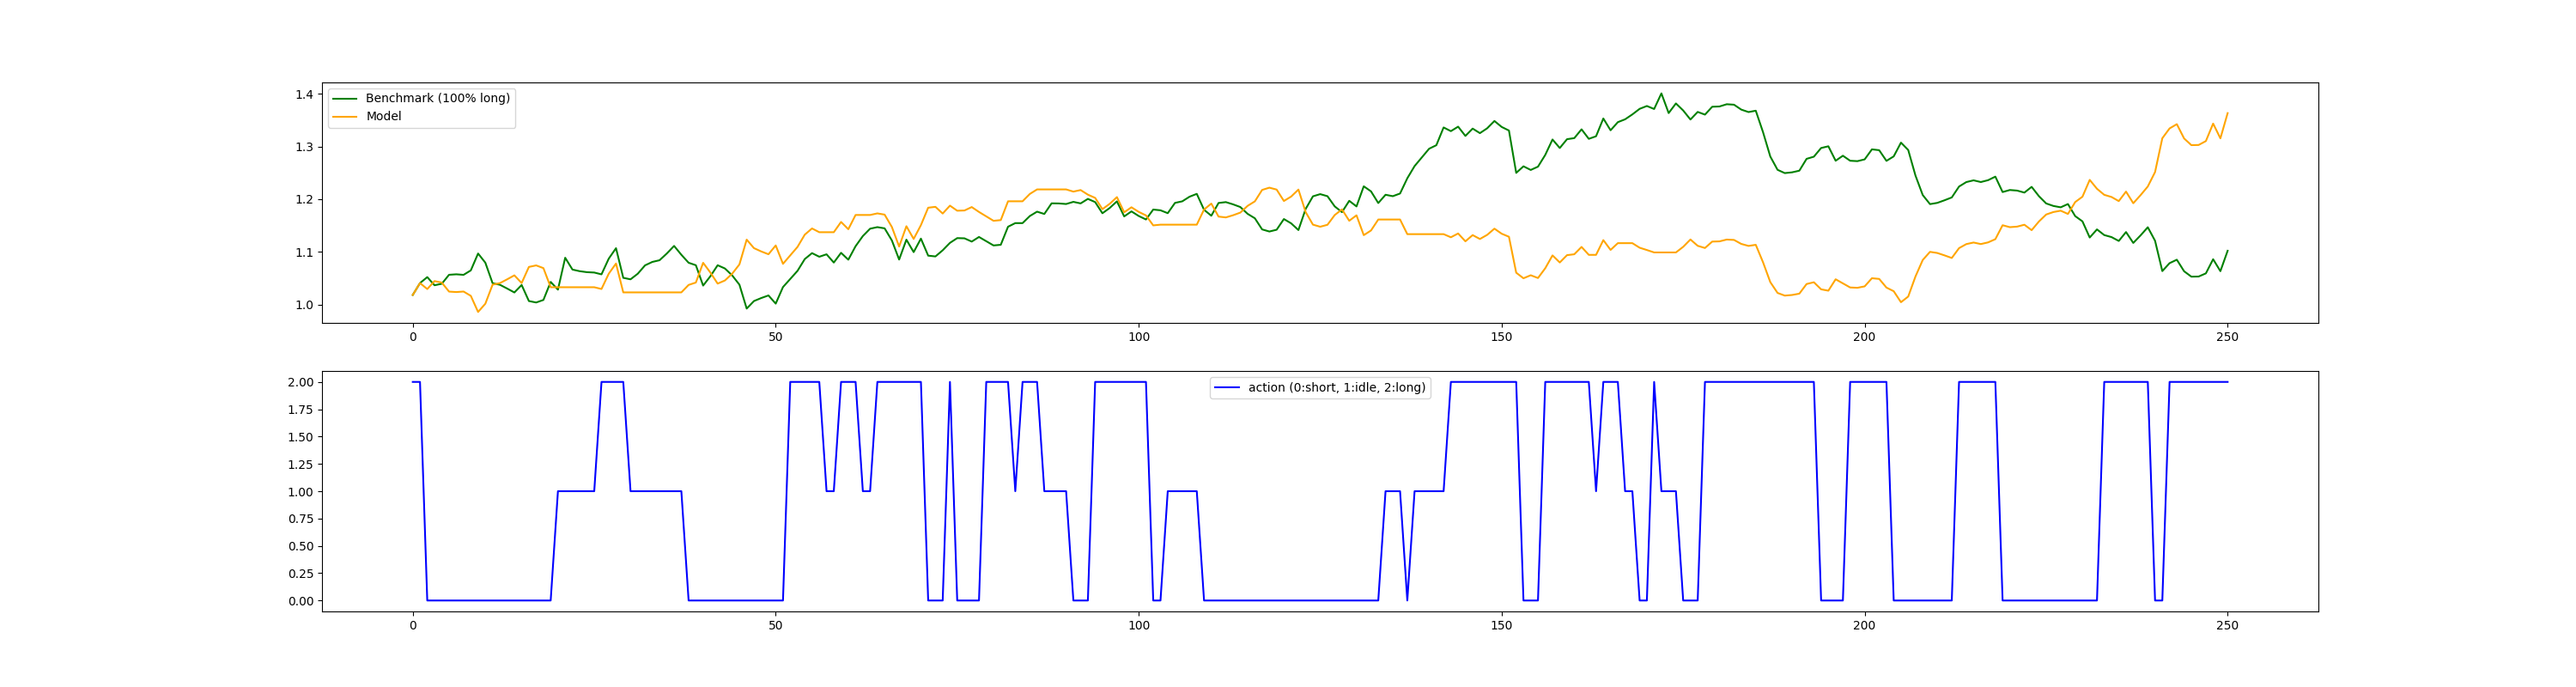 1.4
1.3
1.2
1.1
1.0
Benchmark (100% long)
Model
0 50 100 150 200 250
2.00
1.75
1.50
1.25
1.00
0.75
0.50
0.25
0.00
action (0:short, 1:idle, 2:long)
0 50 100 150 200 250